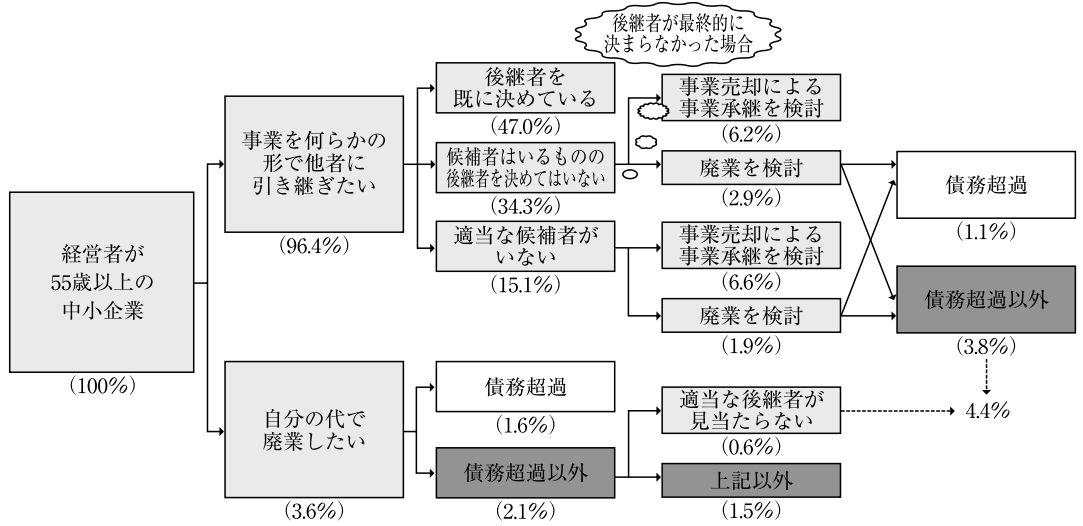 後継者が最終的に
決まらなかった場合
経営者が
55歳以上の
中小企業
(100%)
事業を何らかの
形で他者に
引き継ぎたい
(96.4%)
後継者を
既に決めている
(47.0%)
候補者はいるものの
後継者を決めてはいない
(34.3%)
適当な候補者が
いない
(15.1%)
事業売却による
事業承継を検討
(6.2%)
廃業を検討
(2.9%)
事業売却による
事業承継を検討
(6.6%)
廃業を検討
(1.9%)
債務超過
(1.1%)
債務超過以外
(3.8%)
4.4%
自分の代で
廃業したい
(3.6%)
債務超過
(1.6%)
債務超過以外
(2.1%)
適当な後継者が
見当たらない
(0.6%)
上記以外
(1.5%)